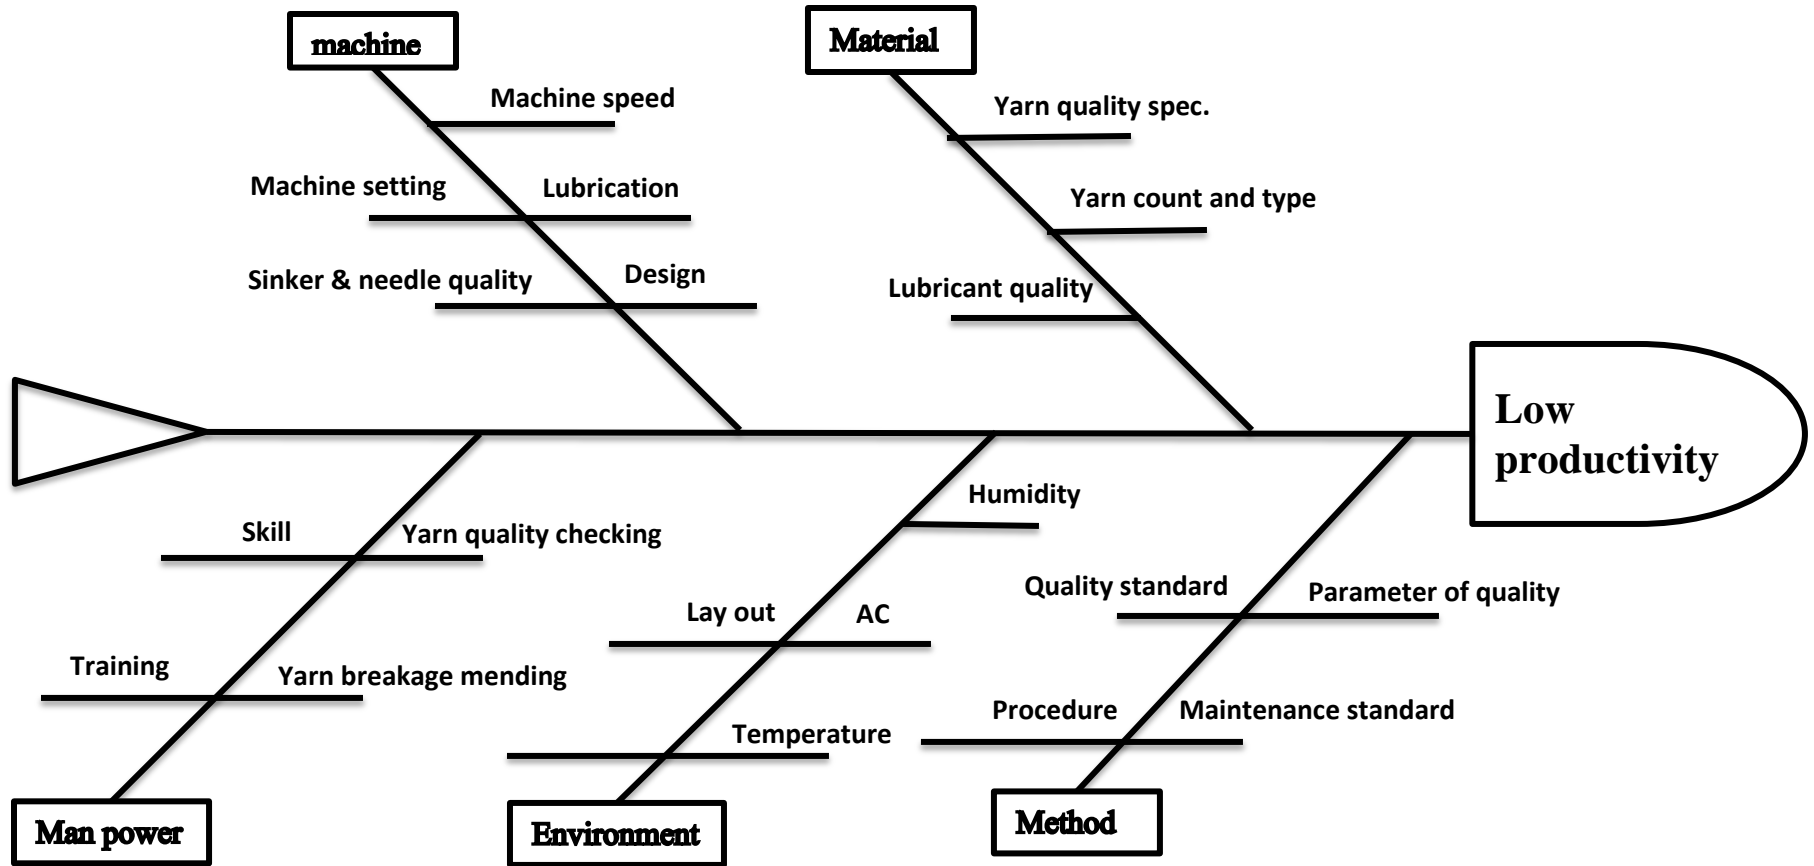 machine
Material
Machine speed
Yarn quality spec.
Machine setting
Lubrication
Yarn count and type
Sinker & needle quality
Design
Lubricant quality
Low
productivity
Humidity
Skill
Yarn quality checking
Quality standard
Parameter of quality
Lay out
AC
Training
Yarn breakage mending
Procedure
Maintenance standard
Temperature
Man power
Environment
Method